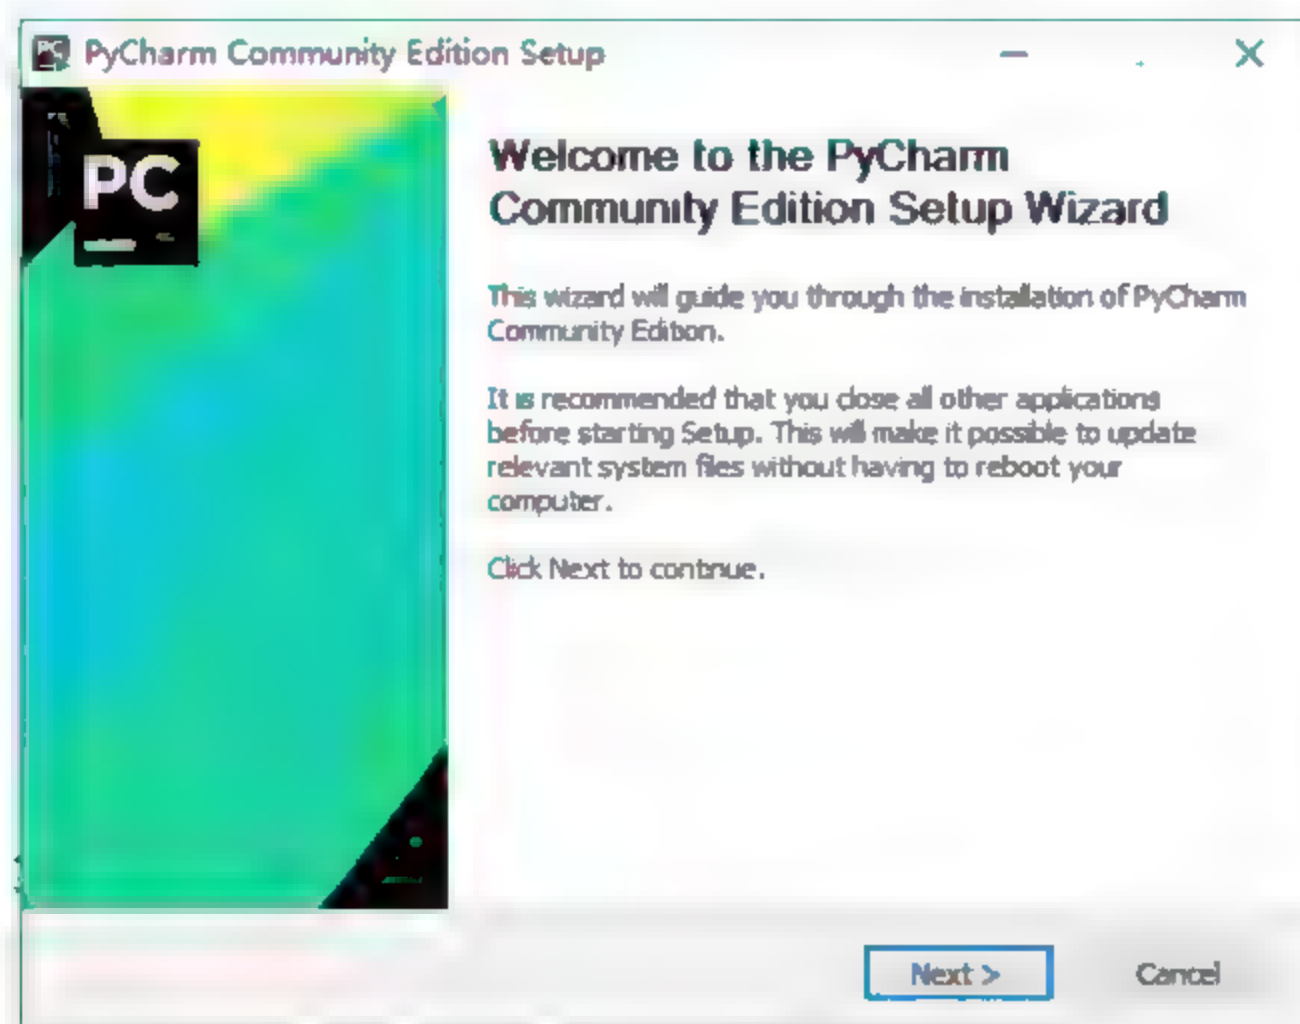 PyCharm Community Edition Setup
PC
Welcome to the PyCharm
Community Edition Setup Wizard
This wizard will guide you through the installation of PyCharm
Community Edition.
It is recommended that you close all other applications
before starting Setup. This will make it possible to update
relevant system files without having to reboot your
computer.
Click Next to continue.
Next >
Cancel